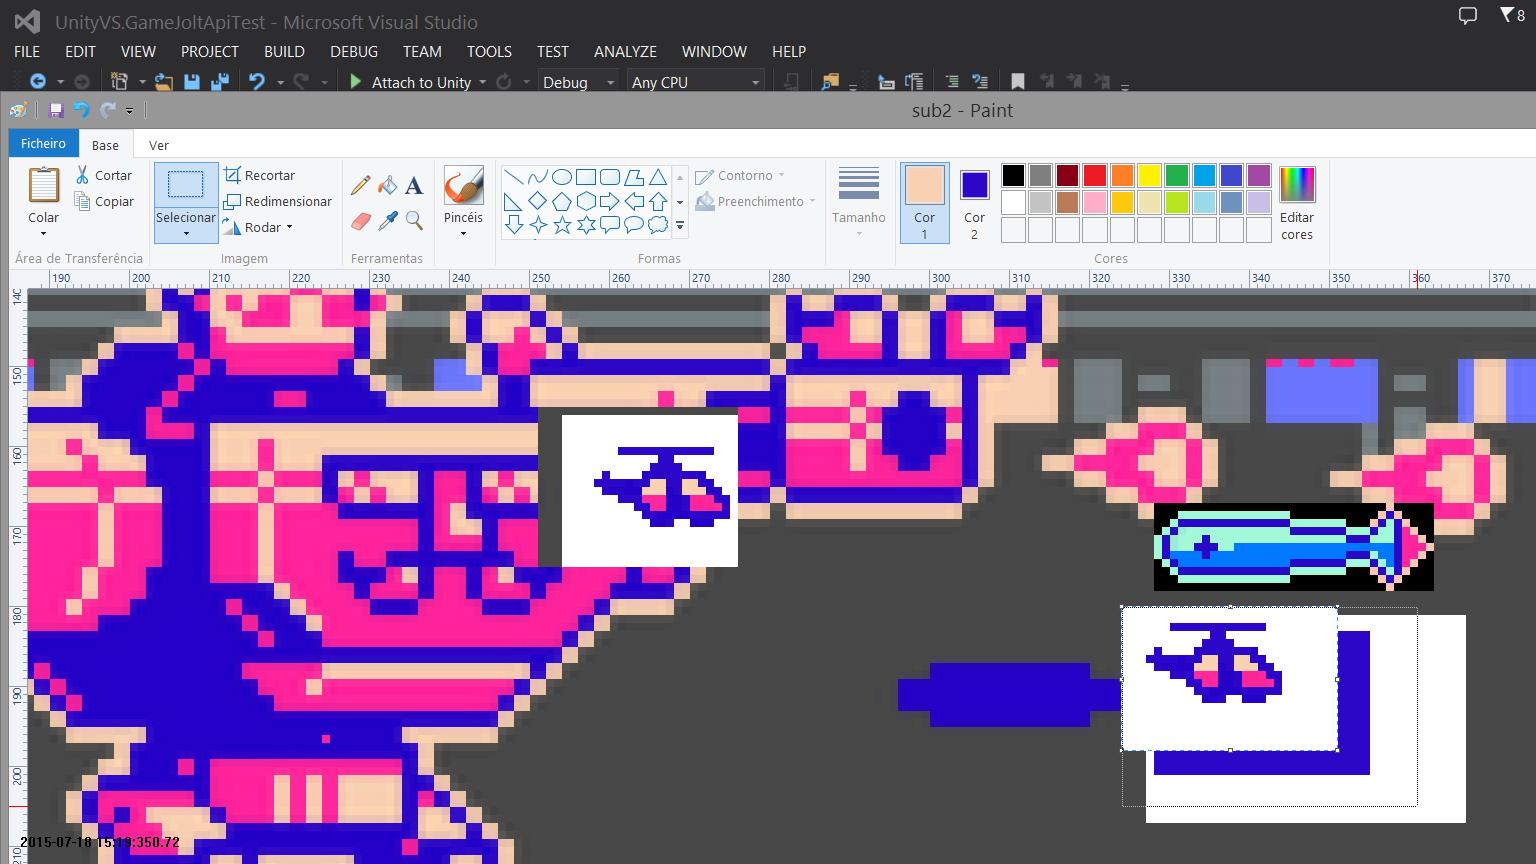 UnityVS.GameJoltApiTest - Microsoft Visual Studio
8
FILE EDIT VIEW PROJECT BUILD DEBUG TEAM TOOLS TEST ANALYZE WINDOW HELP
Attach to Unity Debug Any CPU
sub2 - Paint
Ficheiro Base Ver
Colar
Cortar
Copiar
Área de Transferência
Selecionar
Recortar
Redimensionar
Rodar
Imagem
A
Ferramentas
Pincéis
Contorno
Preenchimento
Formas
Tamanho
Cor 1
Cor 2
Editar cores
Cores
190 200 210 220 230 240 250 260 270 280 290 300 310 320 330 340 350 360 370
140
150
160
170
180
190
200
210
2015-07-18 15:19:350.72